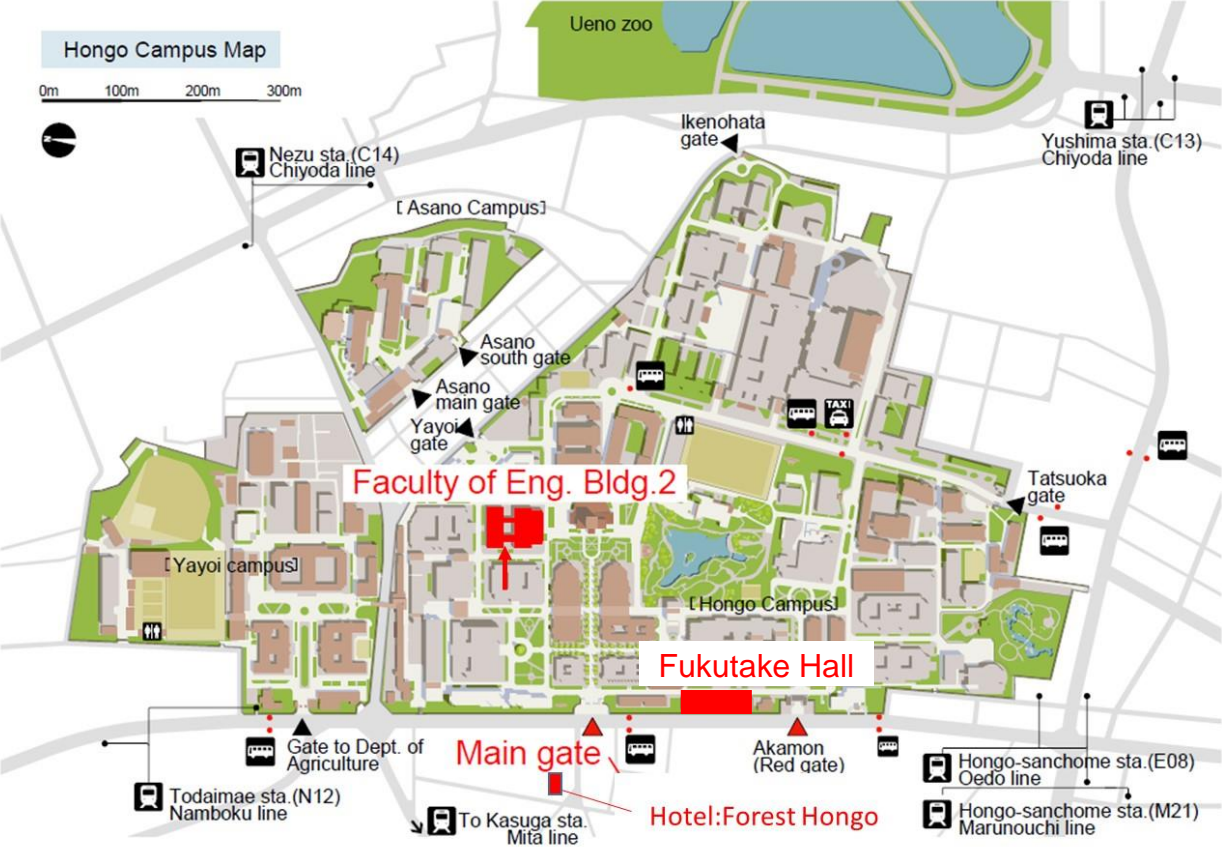 Ueno zoo
Hongo Campus Map
0m 100m 200m 300m
N
Ikenohata
gate
Yushima sta.(C13)
Chiyoda line
Nezu sta.(C14)
Chiyoda line
[ Asano Campus]
Asano
south gate
Asano
main gate
Yayoi
gate
TAXI
Faculty of Eng. Bldg.2
Tatsuoka
gate
[Yayoi campus]
[Hongo Campus]
Fukutake Hall
Gate to Dept. of
Agriculture
Main gate
Akamon
(Red gate)
Hongo-sanchome sta.(E08)
Oedo line
Todaimae sta.(N12)
Namboku line
To Kasuga sta.
Mita line
Hotel:Forest Hongo
Hongo-sanchome sta.(M21)
Marunouchi line